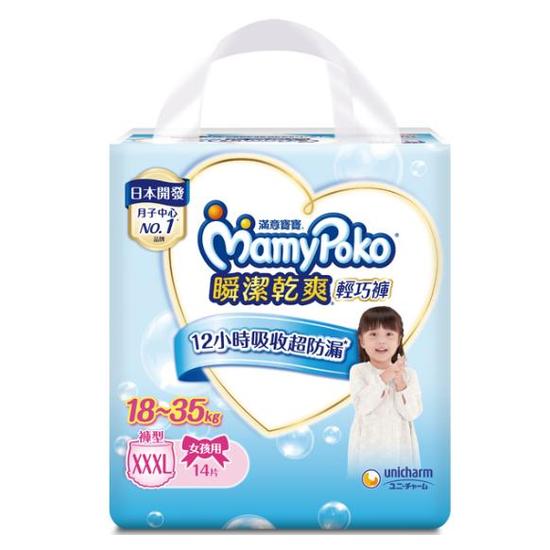 日本開發
月子中心
No.1
品牌
滿意寶寶
MamyPoko
瞬潔乾爽 輕巧褲
12小時吸收超防漏*
18~35kg
褲型
XXXL
女孩用
14片
unicharm
ユニ・チャーム